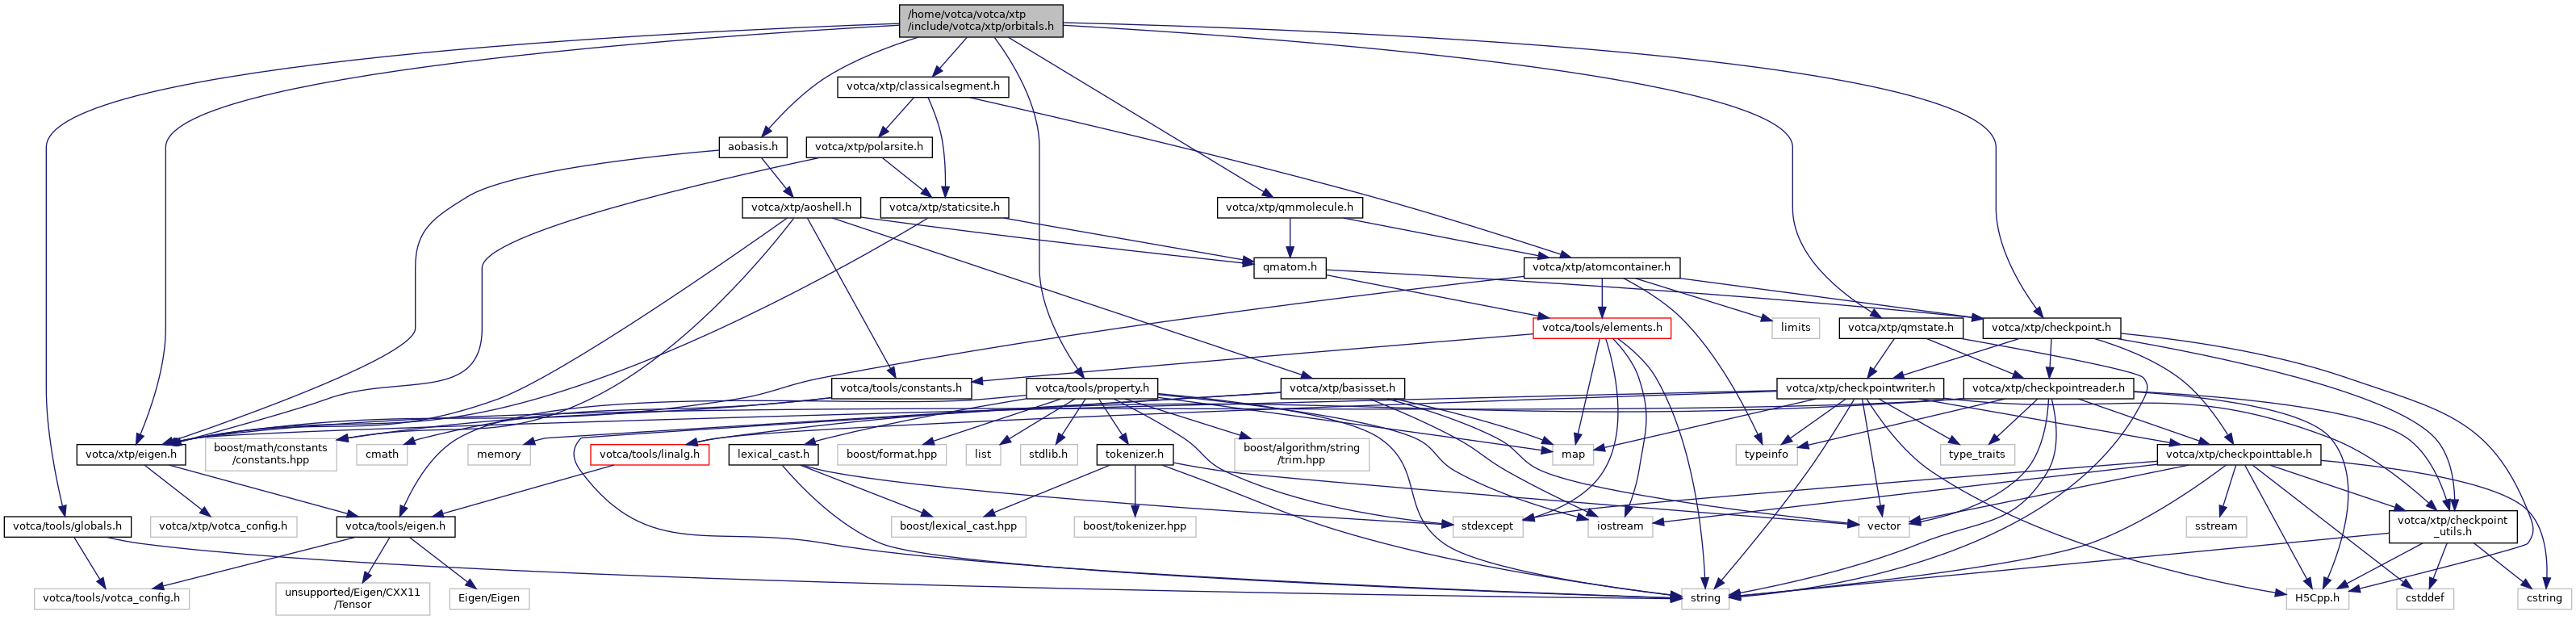 /home/votca/votca/xtp
/include/votca/xtp/orbitals.h
votca/xtp/classicalsegment.h
aobasis.h
votca/xtp/polarsite.h
votca/xtp/aoshell.h
votca/xtp/staticsite.h
votca/xtp/qmmolecule.h
qmatom.h
votca/xtp/atomcontainer.h
votca/tools/elements.h
limits
votca/xtp/qmstate.h
votca/xtp/checkpoint.h
votca/tools/constants.h
votca/tools/property.h
votca/xtp/basisset.h
votca/xtp/checkpointwriter.h
votca/xtp/checkpointreader.h
votca/xtp/eigen.h
boost/math/constants
/constants.hpp
cmath
memory
votca/tools/linalg.h
lexical_cast.h
boost/format.hpp
list
stdlib.h
tokenizer.h
boost/algorithm/string
/trim.hpp
map
typeinfo
type_traits
votca/xtp/checkpointtable.h
votca/tools/globals.h
votca/xtp/votca_config.h
votca/tools/eigen.h
boost/lexical_cast.hpp
boost/tokenizer.hpp
stdexcept
iostream
vector
sstream
votca/xtp/checkpoint
_utils.h
votca/tools/votca_config.h
unsupported/Eigen/CXX11
/Tensor
Eigen/Eigen
string
H5Cpp.h
cstddef
cstring